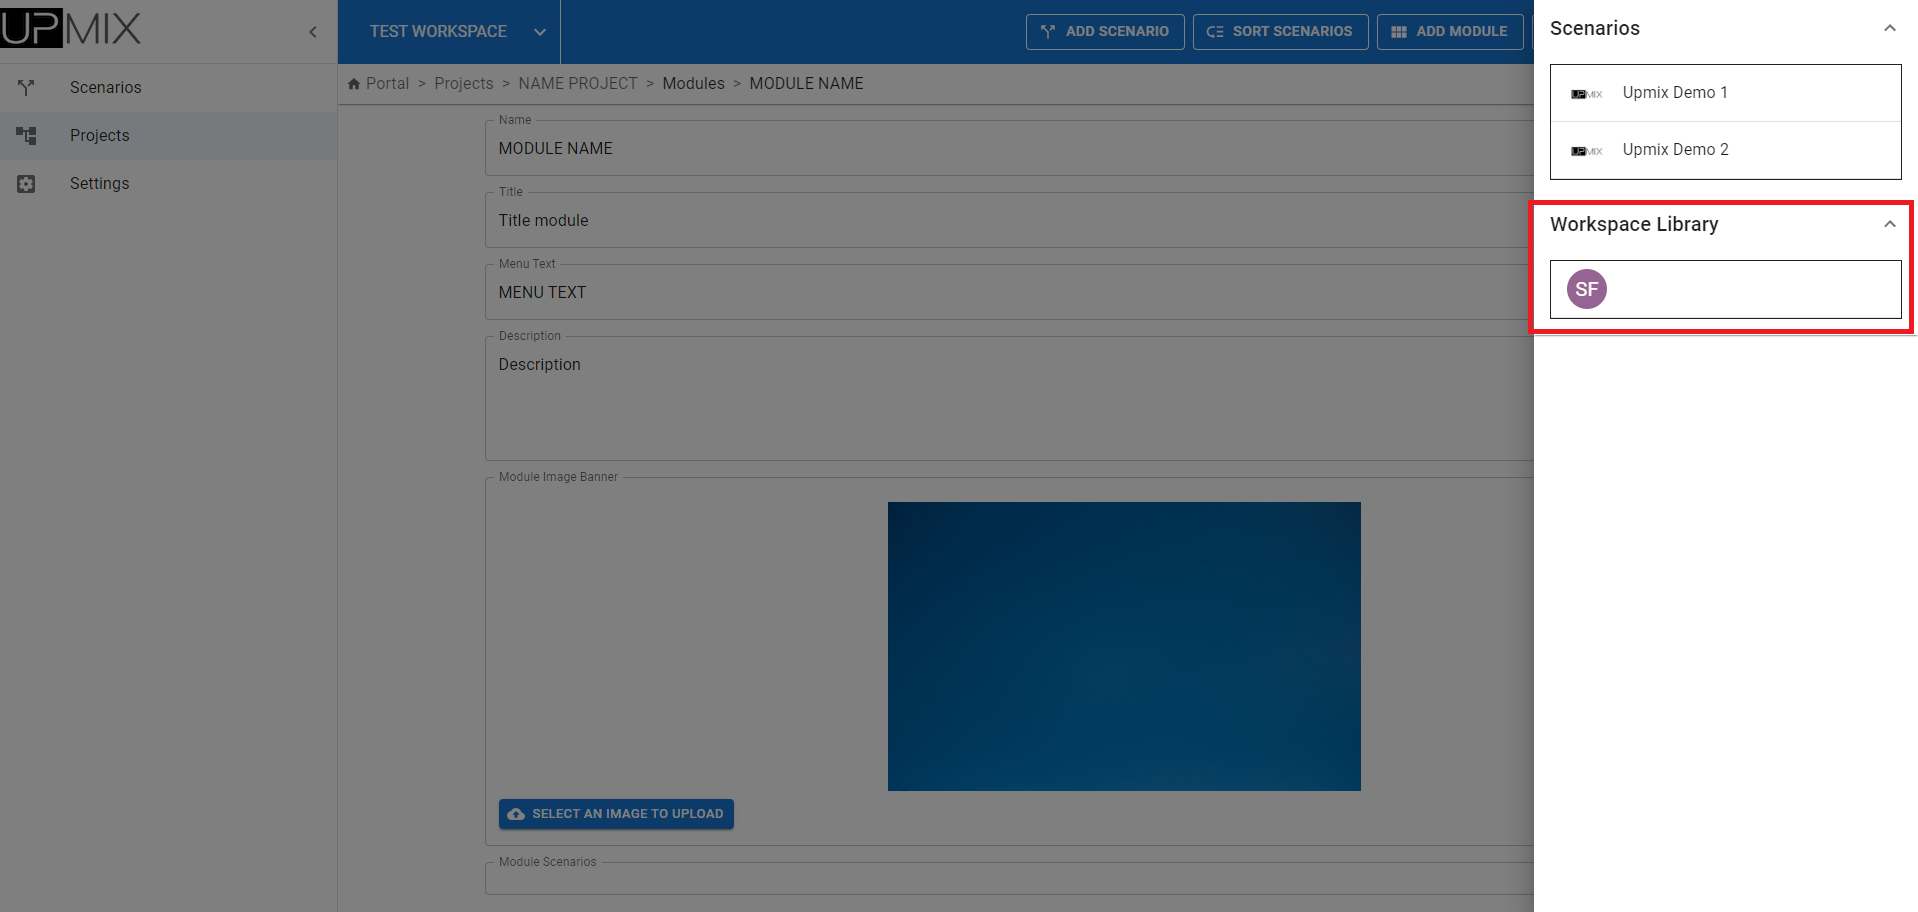 UPMIX
Scenarios
Projects
Settings
TEST WORKSPACE
ADD SCENARIO
SORT SCENARIOS
ADD MODULE
Portal > Projects > NAME PROJECT > Modules > MODULE NAME
Name
MODULE NAME
Title
Title module
Menu Text
MENU TEXT
Description
Description
Module Image Banner
SELECT AN IMAGE TO UPLOAD
Module Scenarios
Scenarios
UPMIX Upmix Demo 1
UPMIX Upmix Demo 2
Workspace Library
SF